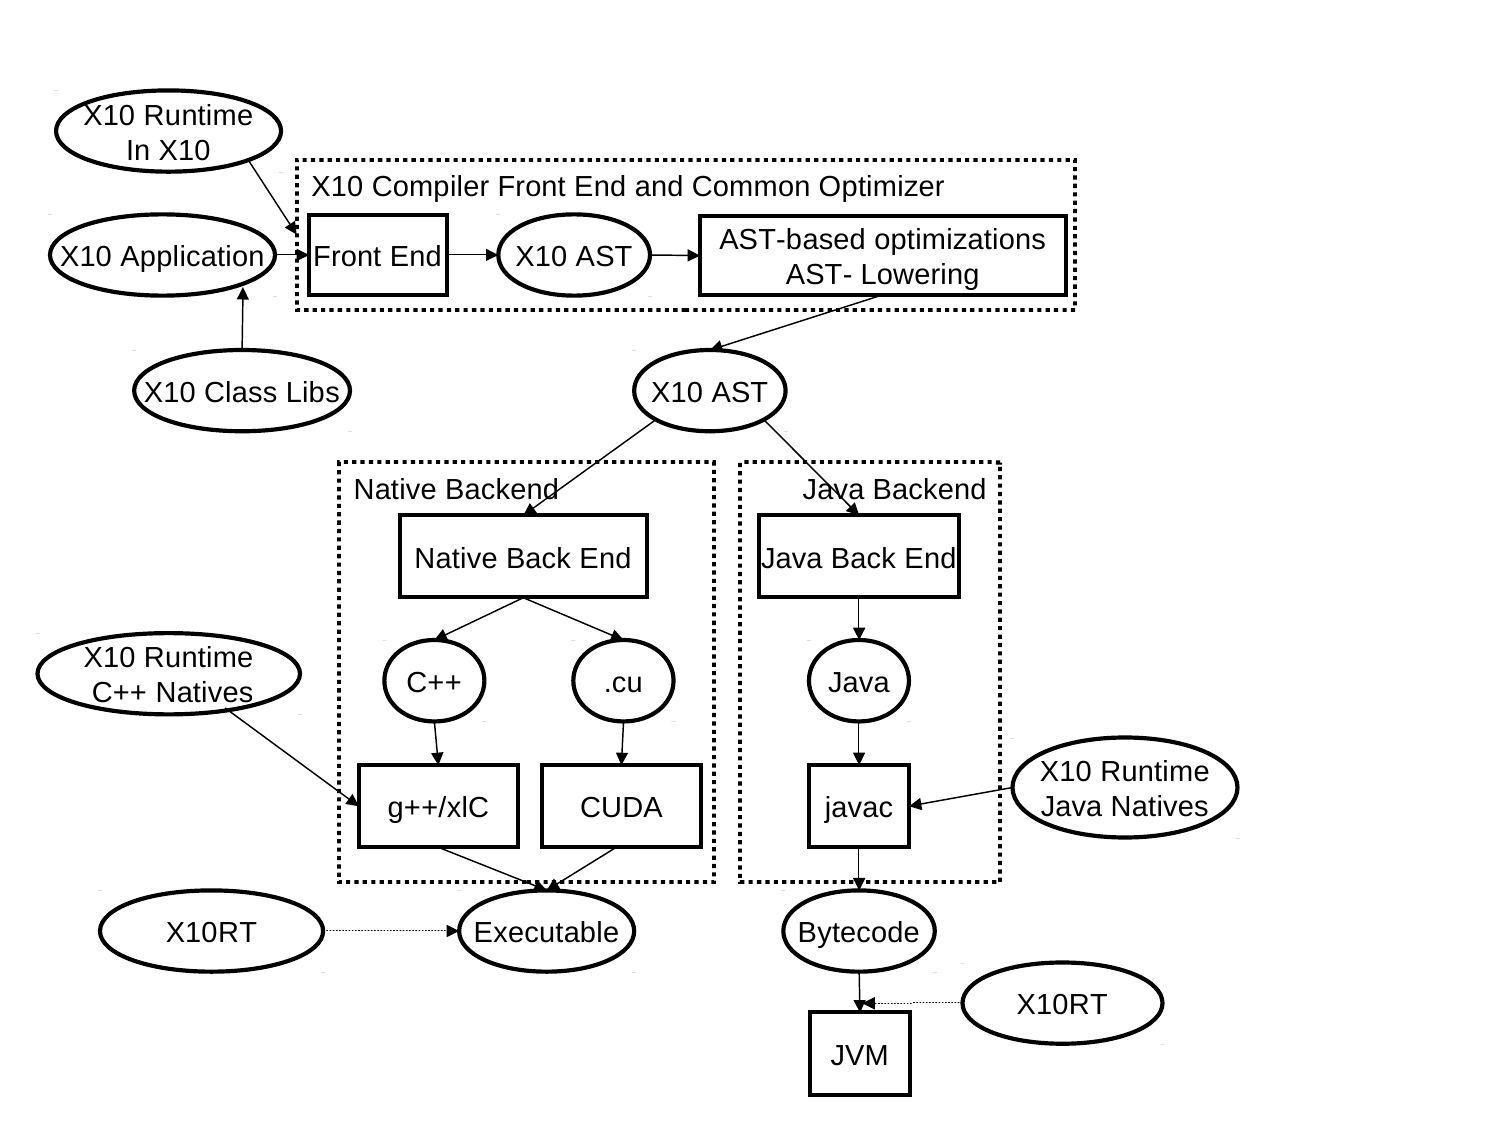 X10 Runtime
In X10
X10 Compiler Front End and Common Optimizer
X10 Application
Front End
X10 AST
AST-based optimizations
AST- Lowering
X10 Class Libs
X10 AST
Native Backend
Java Backend
Native Back End
Java Back End
X10 Runtime
C++ Natives
C++
.cu
Java
X10 Runtime
Java Natives
g++/xlC
CUDA
javac
X10RT
Executable
Bytecode
X10RT
JVM